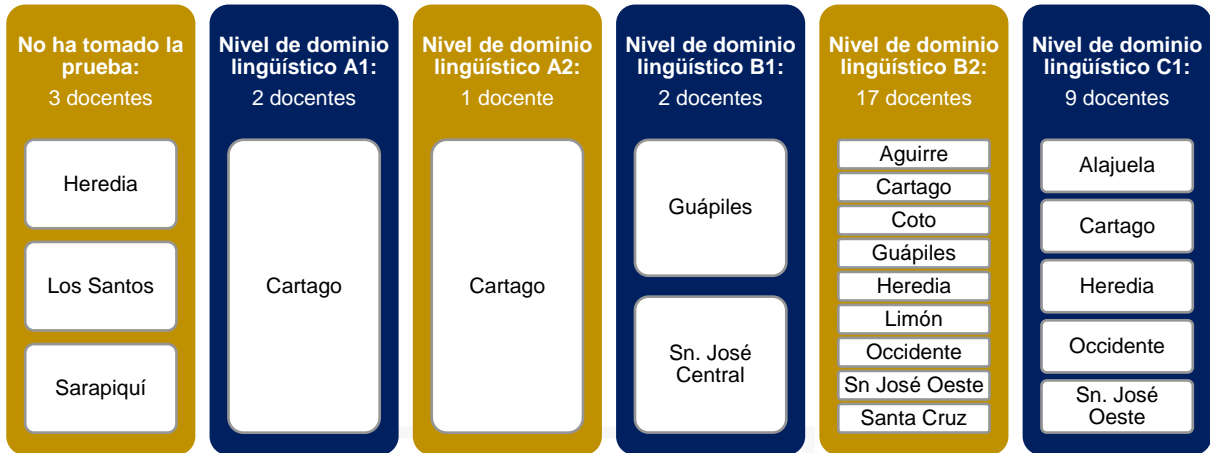 No ha tomado la
prueba:
3 docentes
Heredia
Los Santos
Sarapiquí
Nivel de dominio
lingüístico A1:
2 docentes
Cartago
Nivel de dominio
lingüístico A2:
1 docente
Cartago
Nivel de dominio
lingüístico B1:
2 docentes
Guápiles
Sn. José
Central
Nivel de dominio
lingüístico B2:
17 docentes
Aguirre
Cartago
Coto
Guápiles
Heredia
Limón
Occidente
Sn José Oeste
Santa Cruz
Nivel de dominio
lingüístico C1:
9 docentes
Alajuela
Cartago
Heredia
Occidente
Sn. José
Oeste